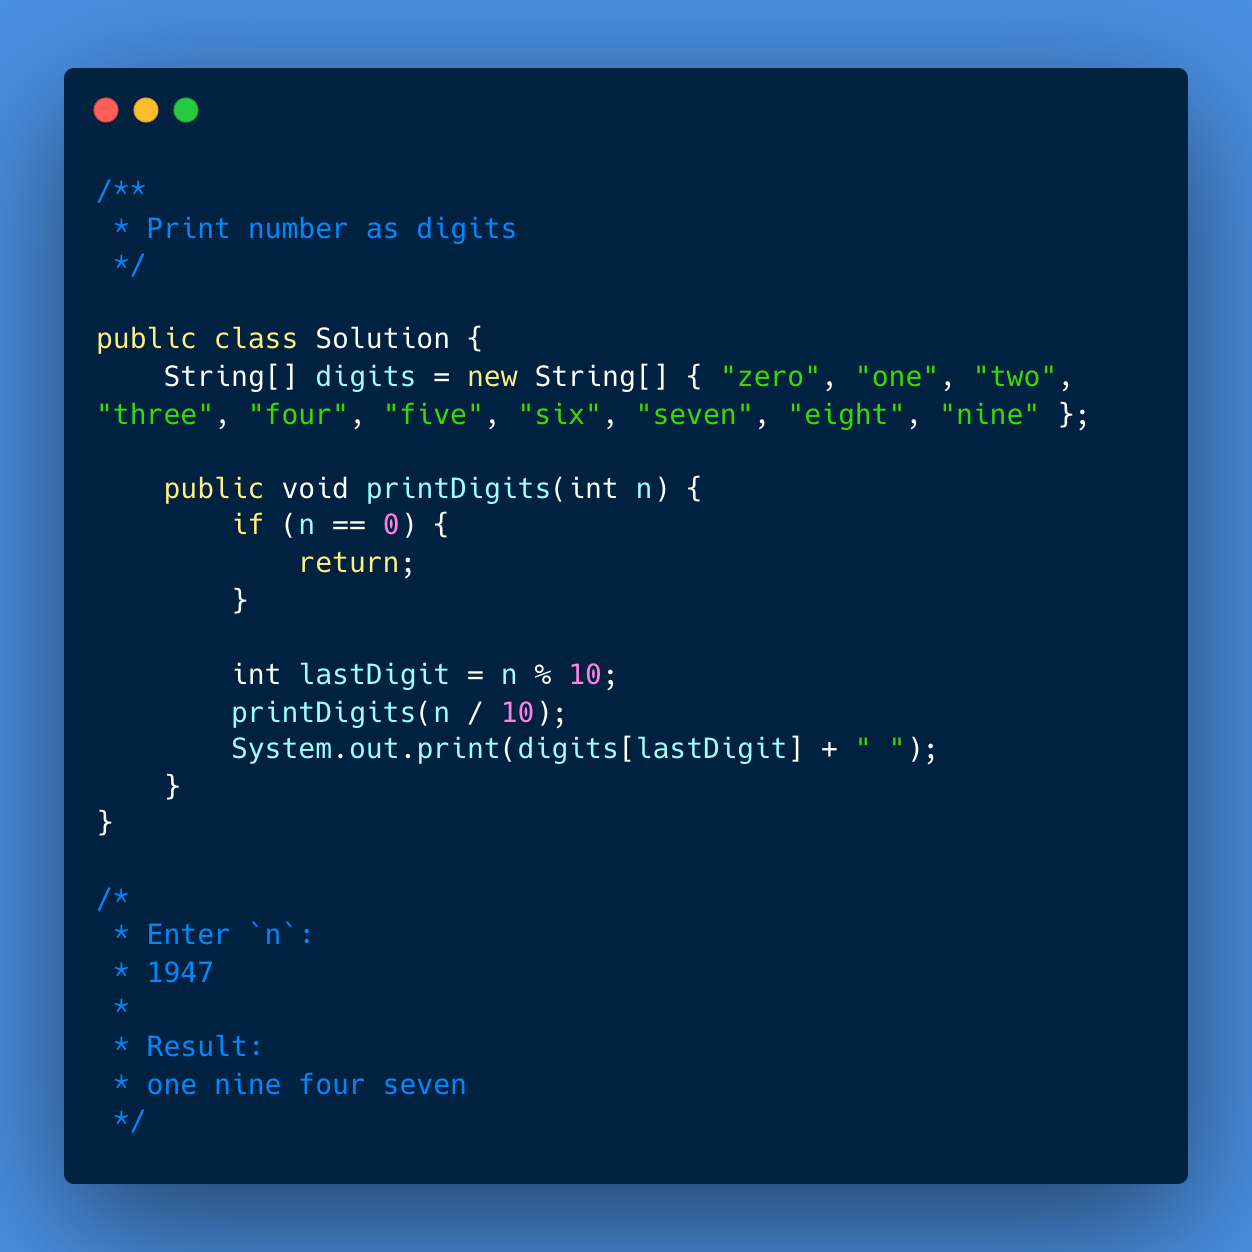 /**
 * Print number as digits
 */

public class Solution {
    String[] digits = new String[] { "zero", "one", "two",
"three", "four", "five", "six", "seven", "eight", "nine" };

    public void printDigits(int n) {
        if (n == 0) {
            return;
        }

        int lastDigit = n % 10;
        printDigits(n / 10);
        System.out.print(digits[lastDigit] + " ");
    }
}

/*
 * Enter `n`:
 * 1947
 *
 * Result:
 * one nine four seven
 */